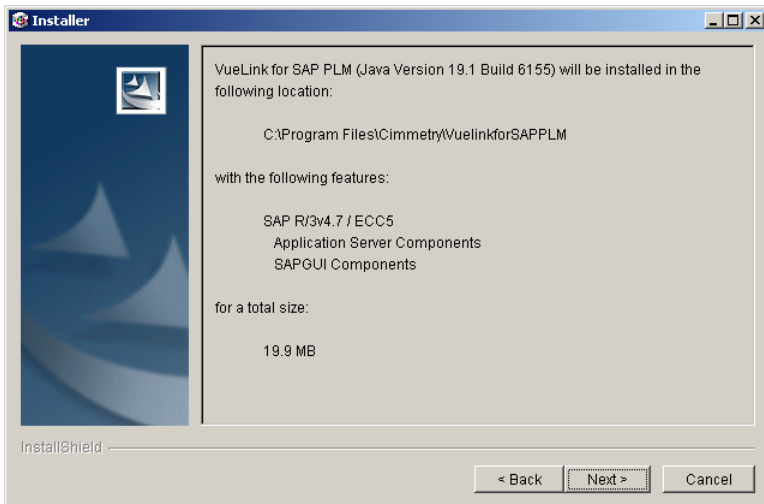 Installer
VueLink for SAP PLM (Java Version 19.1 Build 6155) will be installed in the
following location:
C:\Program Files\Cimmetry\VuelinkforSAPPLM
with the following features:
SAP R/3v4.7 / ECC5
Application Server Components
SAPGUI Components
for a total size:
19.9 MB
InstallShield
< Back
Next >
Cancel